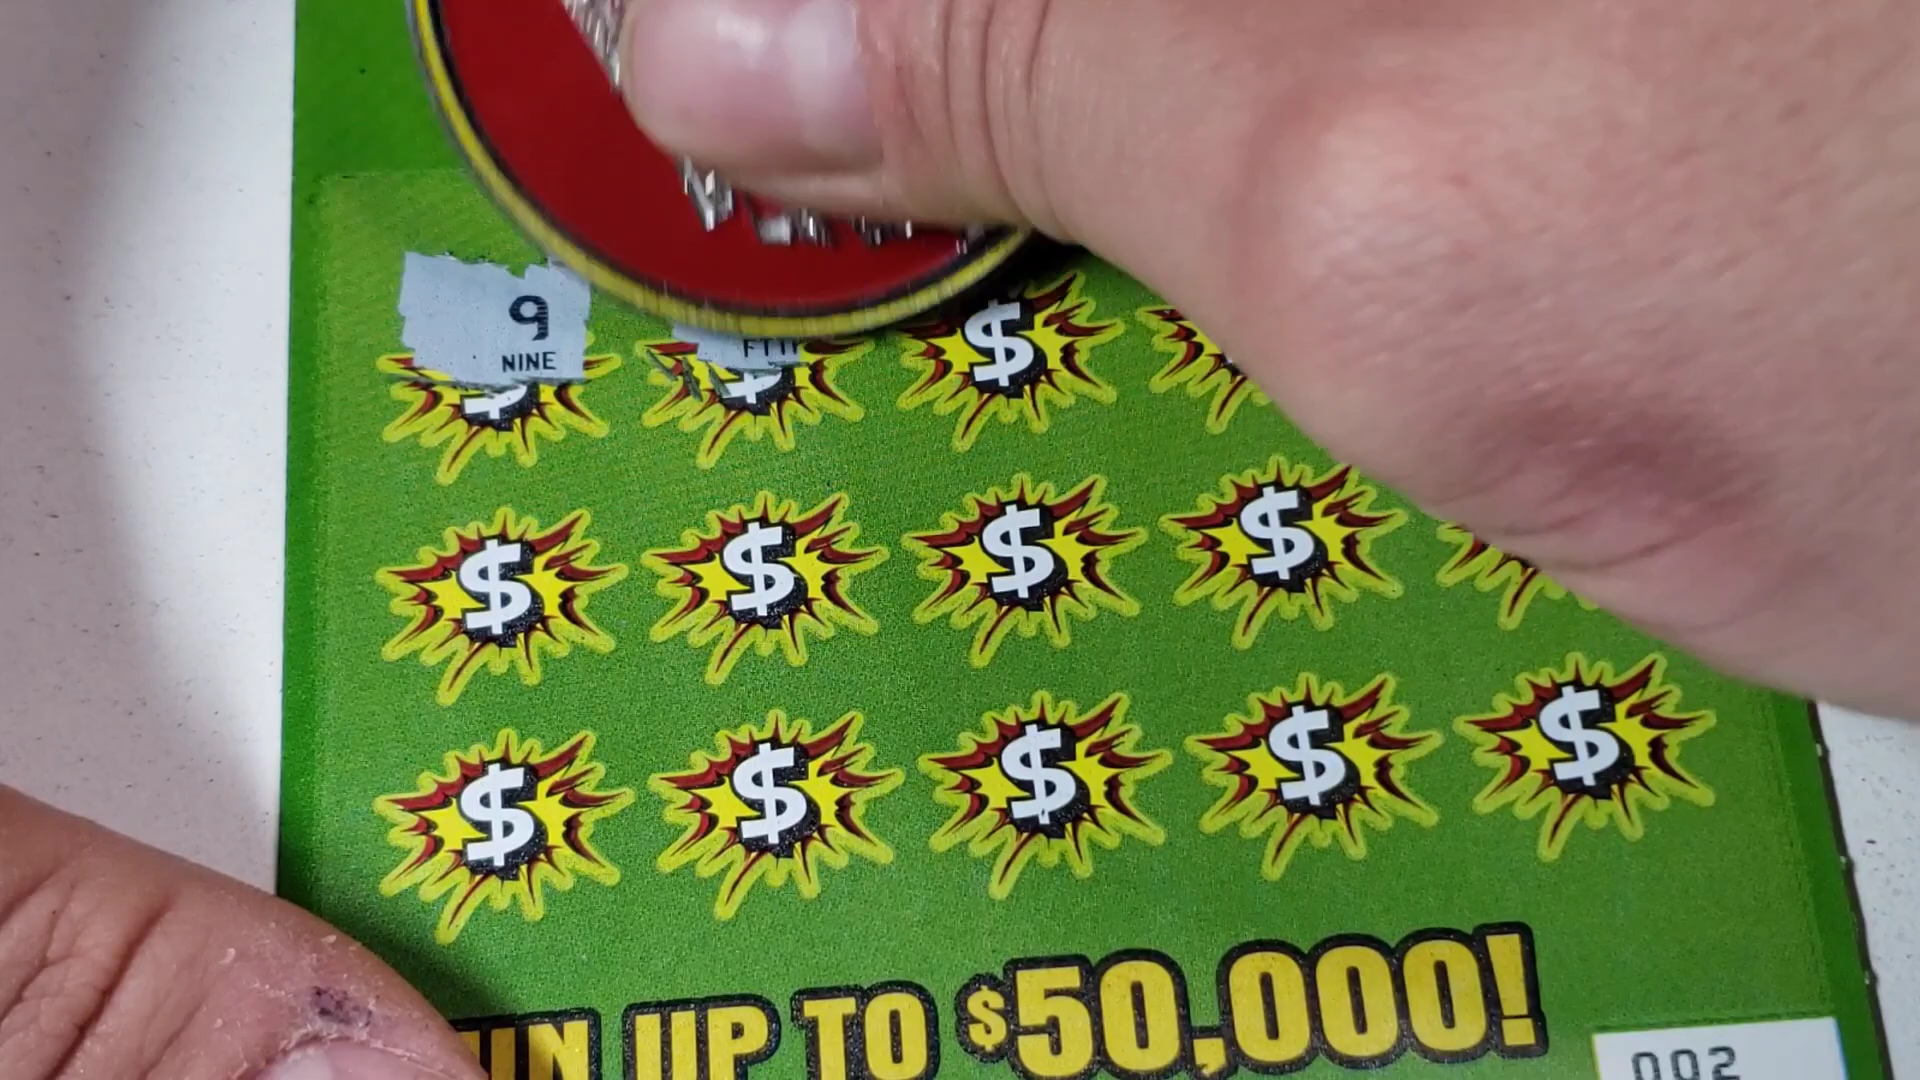 9
NINE
$
$ $ $ $
$ $ $ $ $
UP TO $50,000!
002